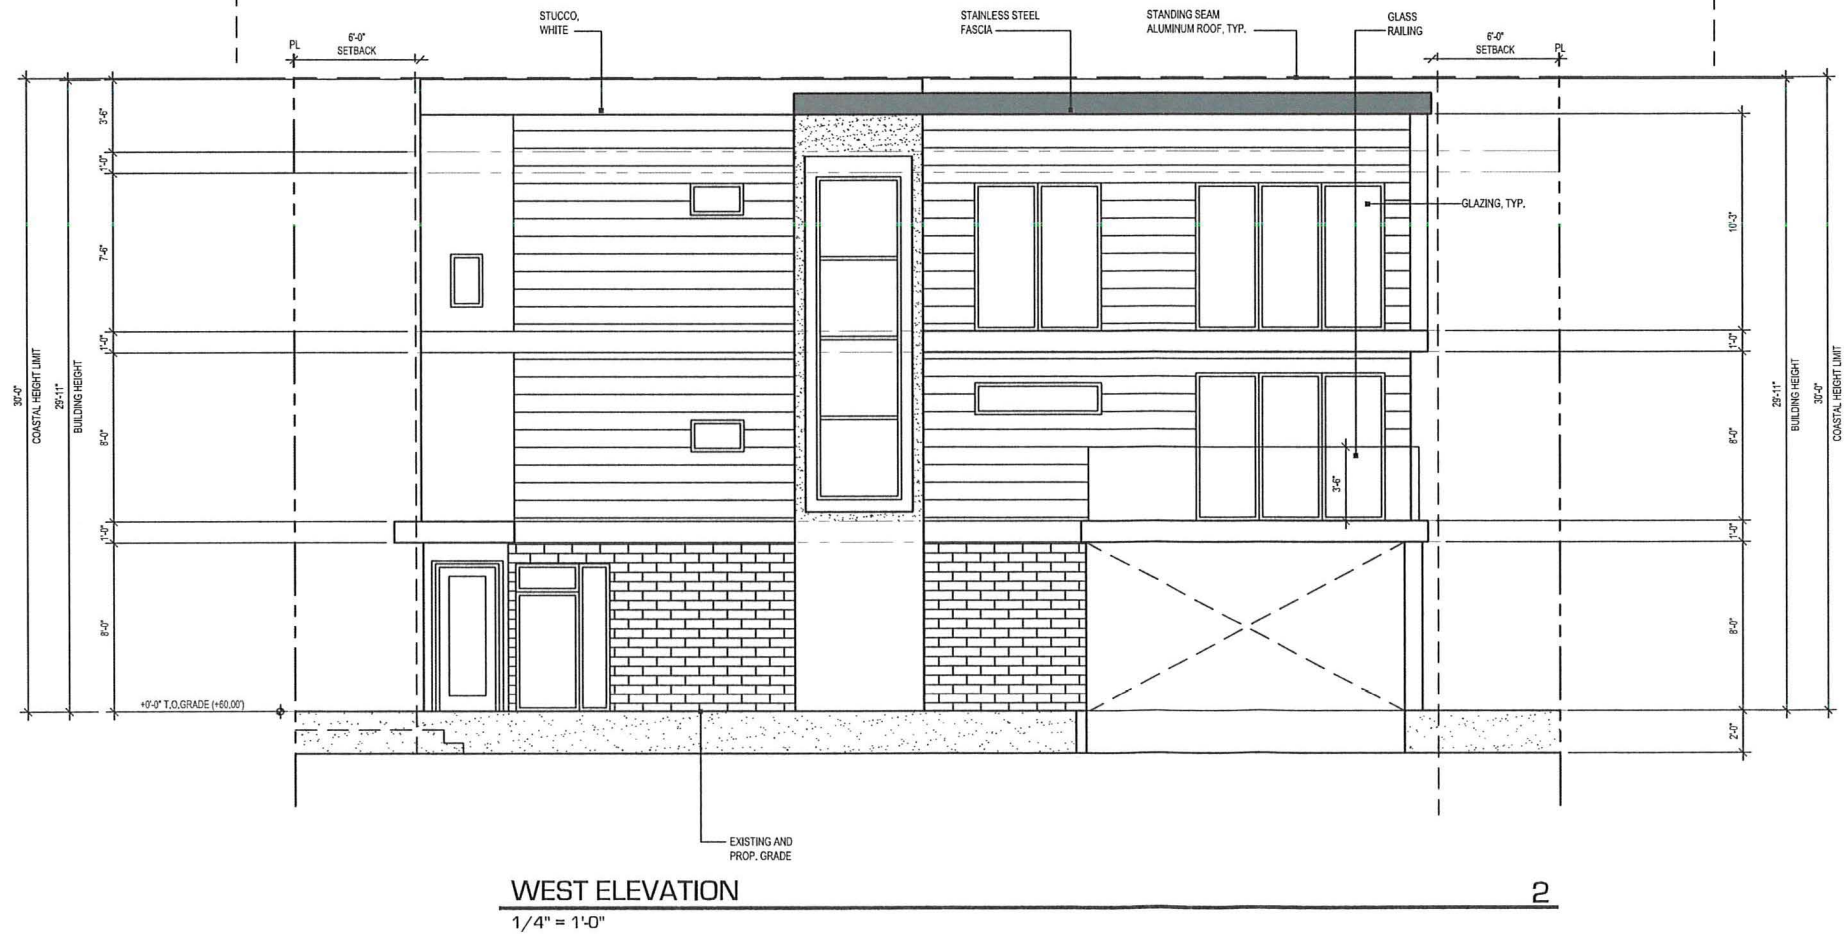 STUCCO,
WHITE
STAINLESS STEEL
FASCIA
STANDING SEAM
ALUMINUM ROOF, TYP.
GLASS
RAILING
PL
6'-0"
SETBACK
6'-0"
SETBACK
PL
3'-6"
1'-0"
7'-6"
1'-0"
8'-0"
1'-0"
8'-0"
30'-0"
COASTAL HEIGHT LIMIT
29'-11"
BUILDING HEIGHT
GLAZING, TYP.
3'-6"
10'-3"
1'-0"
8'-0"
1'-0"
8'-0"
2'-0"
29'-11"
BUILDING HEIGHT
30'-0"
COASTAL HEIGHT LIMIT
+0'-0" T.O.GRADE (+60.00')
EXISTING AND
PROP. GRADE
WEST ELEVATION
2
1/4" = 1'-0"